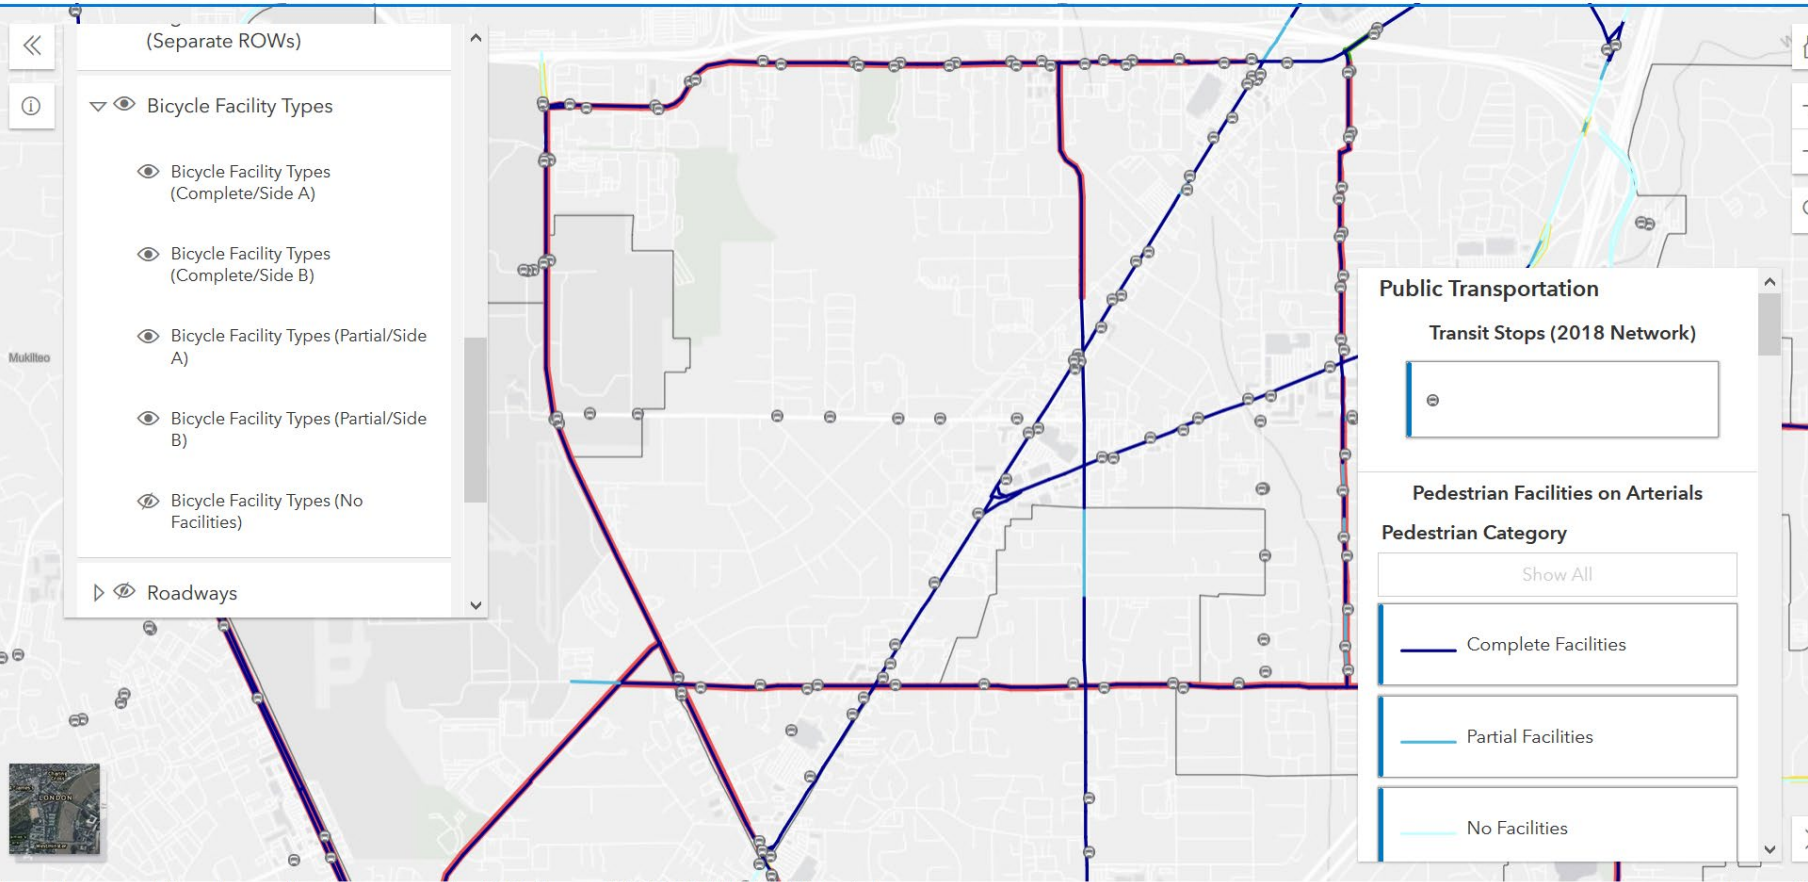 (Separate ROWs)
Bicycle Facility Types
Bicycle Facility Types
(Complete/Side A)
Bicycle Facility Types
(Complete/Side B)
Bicycle Facility Types (Partial/Side
A)
Bicycle Facility Types (Partial/Side
B)
Bicycle Facility Types (No
Facilities)
Roadways
Mukilteo
LONDON
Public Transportation
Transit Stops (2018 Network)
Pedestrian Facilities on Arterials
Pedestrian Category
Show All
Complete Facilities
Partial Facilities
No Facilities